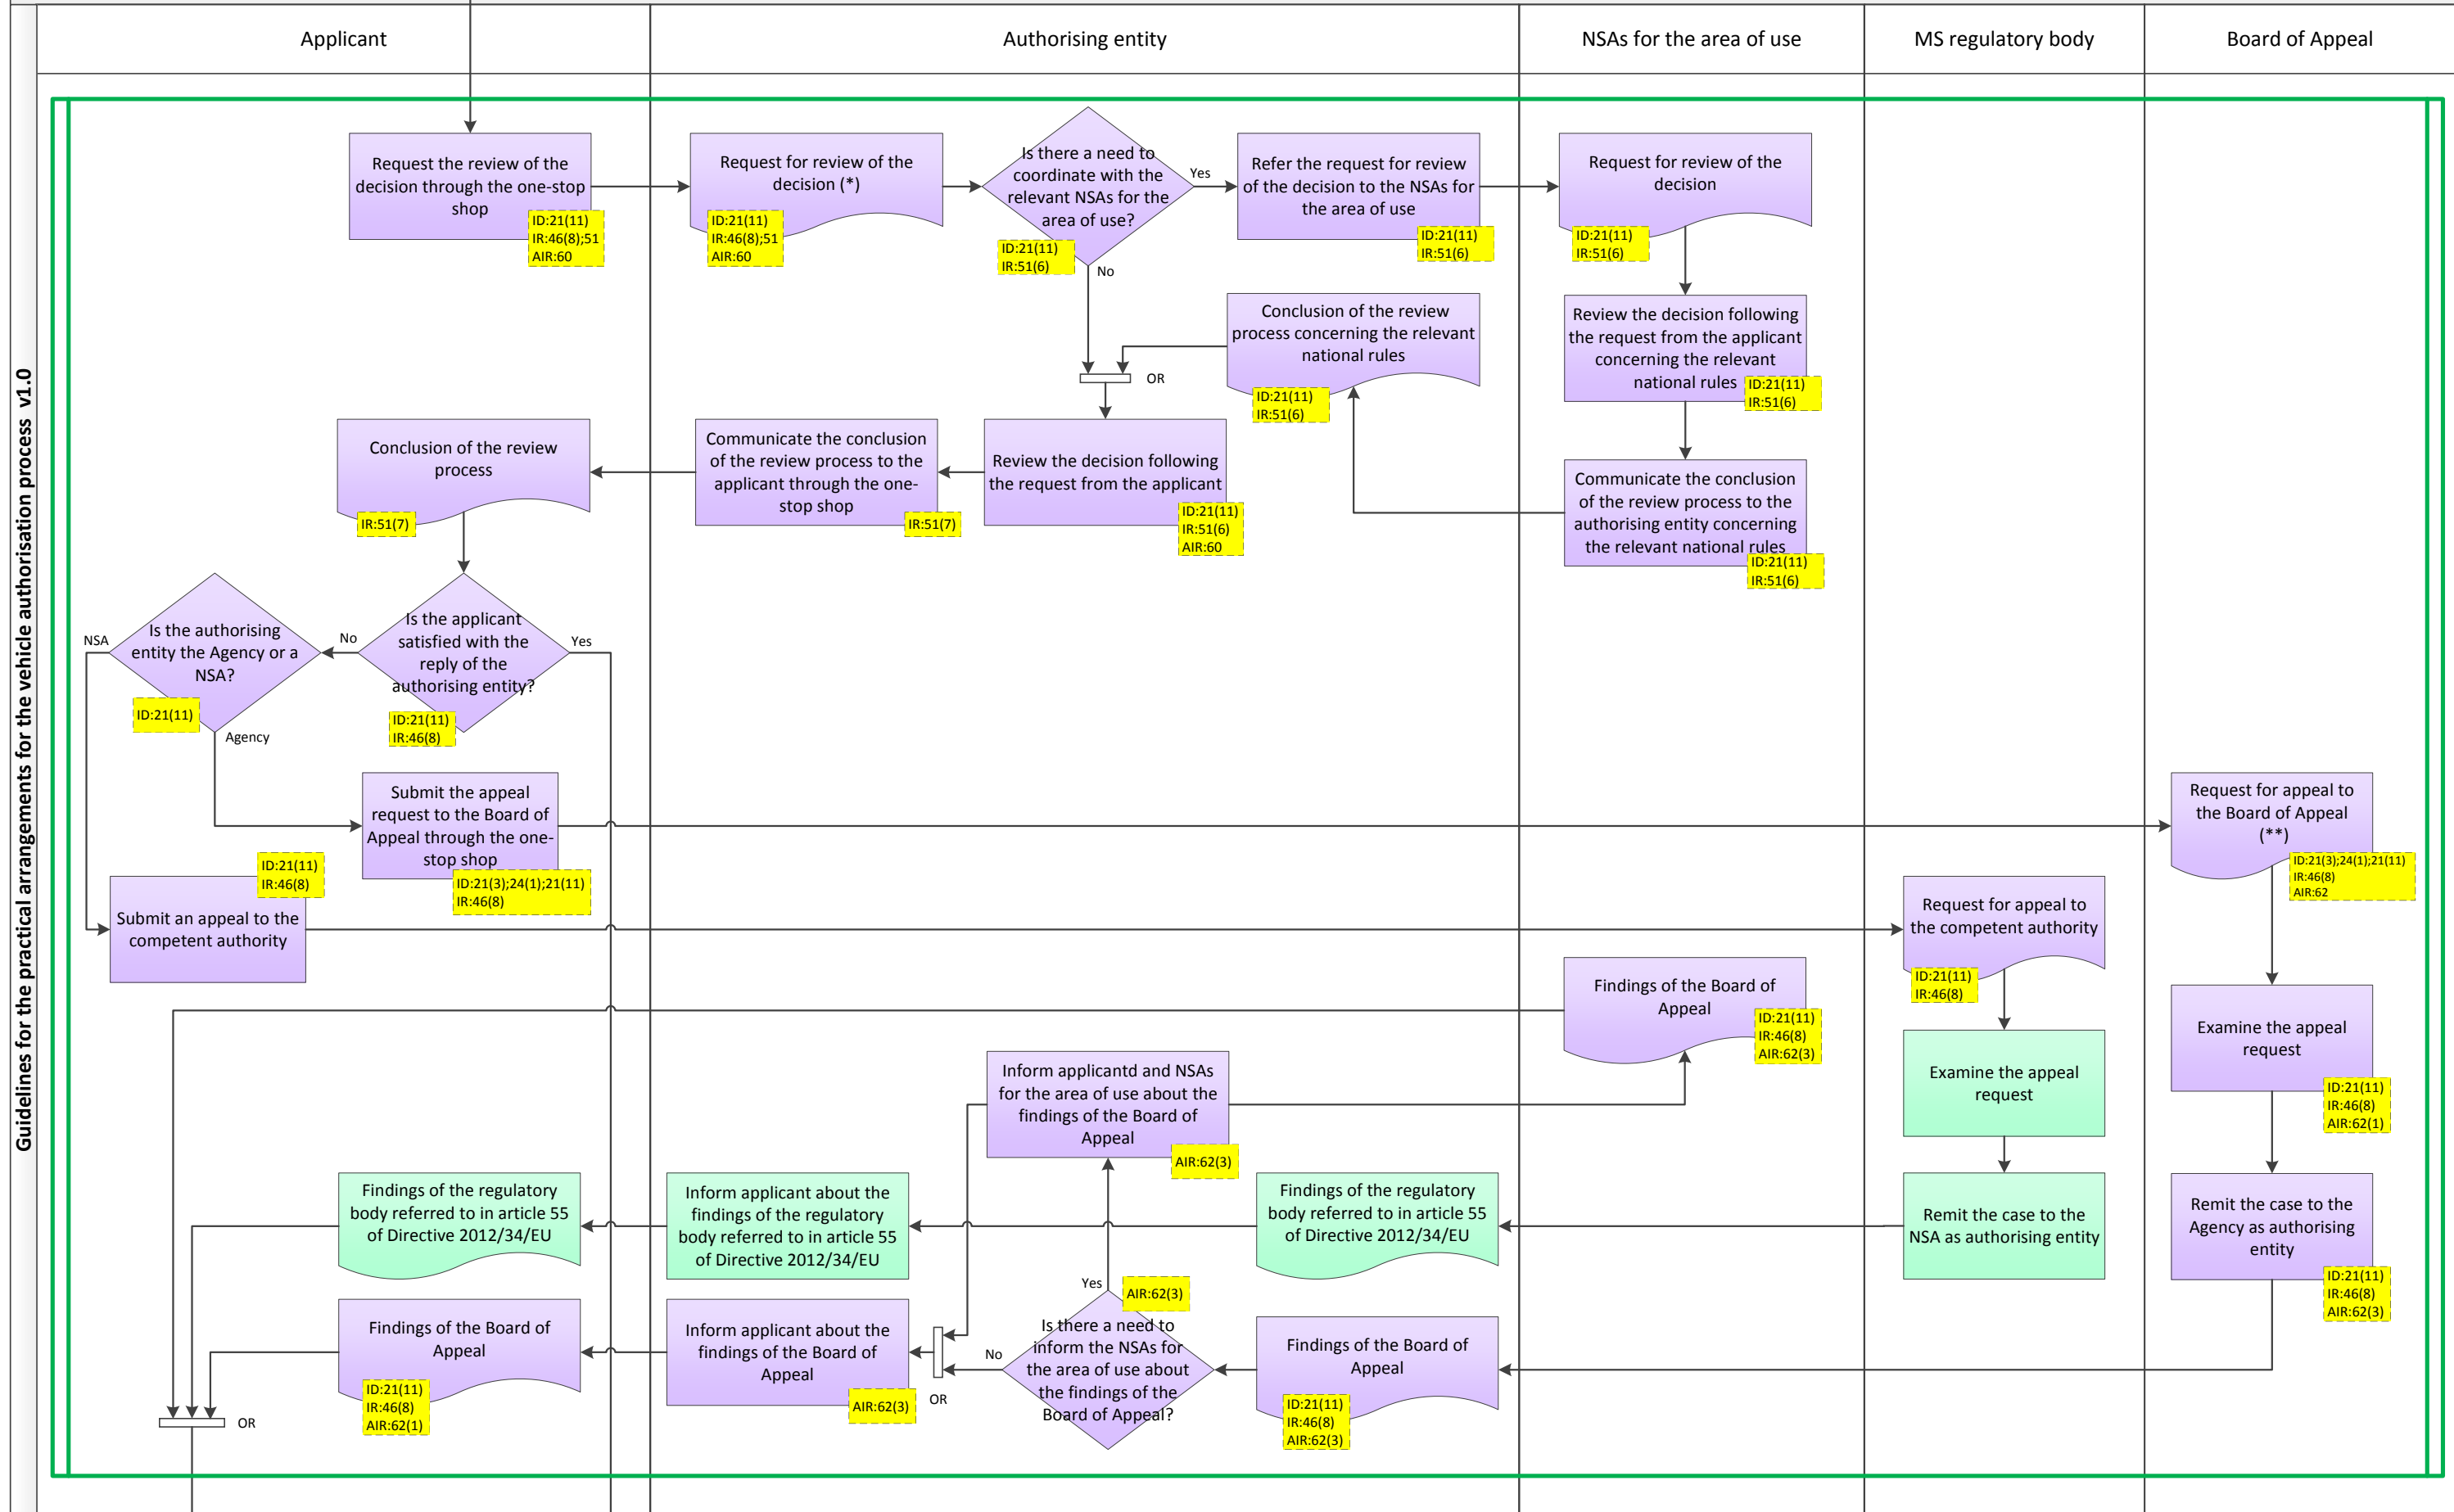 Guidelines for the practical arrangements for the vehicle authorisation process v1.0
Applicant
Authorising entity
NSAs for the area of use
MS regulatory body
Board of Appeal
Request the review of the
decision through the one-stop
shop
ID:21(11)
IR:46(8);51
AIR:60
Request for review of the
decision (*)
ID:21(11)
IR:46(8);51
AIR:60
Is there a need to
coordinate with the
relevant NSAs for the
area of use?
ID:21(11)
IR:51(6)
Yes
No
Refer the request for review
of the decision to the NSAs for
the area of use
ID:21(11)
IR:51(6)
Request for review of the
decision
ID:21(11)
IR:51(6)
Conclusion of the review
process concerning the relevant
national rules
ID:21(11)
IR:51(6)
Review the decision following
the request from the applicant
concerning the relevant
national rules
ID:21(11)
IR:51(6)
OR
Conclusion of the review
process
IR:51(7)
Communicate the conclusion
of the review process to the
applicant through the one-
stop shop
IR:51(7)
Review the decision following
the request from the applicant
ID:21(11)
IR:51(6)
AIR:60
Communicate the conclusion
of the review process to the
authorising entity concerning
the relevant national rules
ID:21(11)
IR:51(6)
NSA
Is the authorising
entity the Agency or a
NSA?
ID:21(11)
Agency
No
Is the applicant
satisfied with the
reply of the
authorising entity?
ID:21(11)
IR:46(8)
Yes
Submit the appeal
request to the Board of
Appeal through the one-
stop shop
ID:21(3);24(1);21(11)
IR:46(8)
Request for appeal to
the Board of Appeal
(**)
ID:21(3);24(1);21(11)
IR:46(8)
AIR:62
ID:21(11)
IR:46(8)
Submit an appeal to the
competent authority
Request for appeal to
the competent authority
ID:21(11)
IR:46(8)
Findings of the Board of
Appeal
ID:21(11)
IR:46(8)
AIR:62(3)
Examine the appeal
request
Examine the appeal
request
ID:21(11)
IR:46(8)
AIR:62(1)
Inform applicantd and NSAs
for the area of use about the
findings of the Board of
Appeal
AIR:62(3)
Findings of the regulatory
body referred to in article 55
of Directive 2012/34/EU
Inform applicant about the
findings of the regulatory
body referred to in article 55
of Directive 2012/34/EU
Findings of the regulatory
body referred to in article 55
of Directive 2012/34/EU
Remit the case to the
NSA as authorising entity
Remit the case to the
Agency as authorising
entity
ID:21(11)
IR:46(8)
AIR:62(3)
Findings of the Board of
Appeal
ID:21(11)
IR:46(8)
AIR:62(1)
Inform applicant about the
findings of the Board of
Appeal
AIR:62(3)
OR
No
Yes
AIR:62(3)
Is there a need to
inform the NSAs for
the area of use about
the findings of the
Board of Appeal?
Findings of the Board of
Appeal
ID:21(11)
IR:46(8)
AIR:62(3)
OR